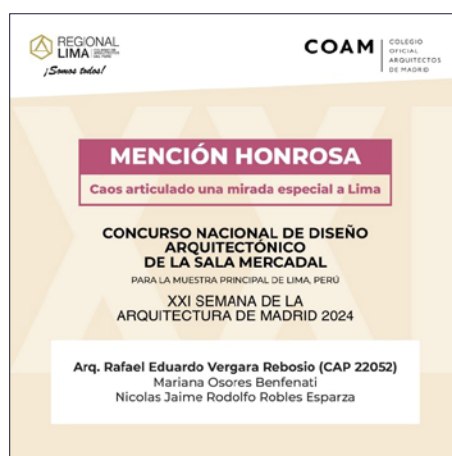 REGIONAL
LIMA
¡Somos todos!
COAM
COLEGIO
OFICIAL
ARQUITECTOS
DE MADRID
MENCIÓN HONROSA
Caos articulado una mirada especial a Lima
CONCURSO NACIONAL DE DISEÑO
ARQUITECTÓNICO
DE LA SALA MERCADAL
PARA LA MUESTRA PRINCIPAL DE LIMA, PERÚ
XXI SEMANA DE LA
ARQUITECTURA DE MADRID 2024
Arq. Rafael Eduardo Vergara Rebosio (CAP 22052)
Mariana Osores Benfenati
Nicolas Jaime Rodolfo Robles Esparza